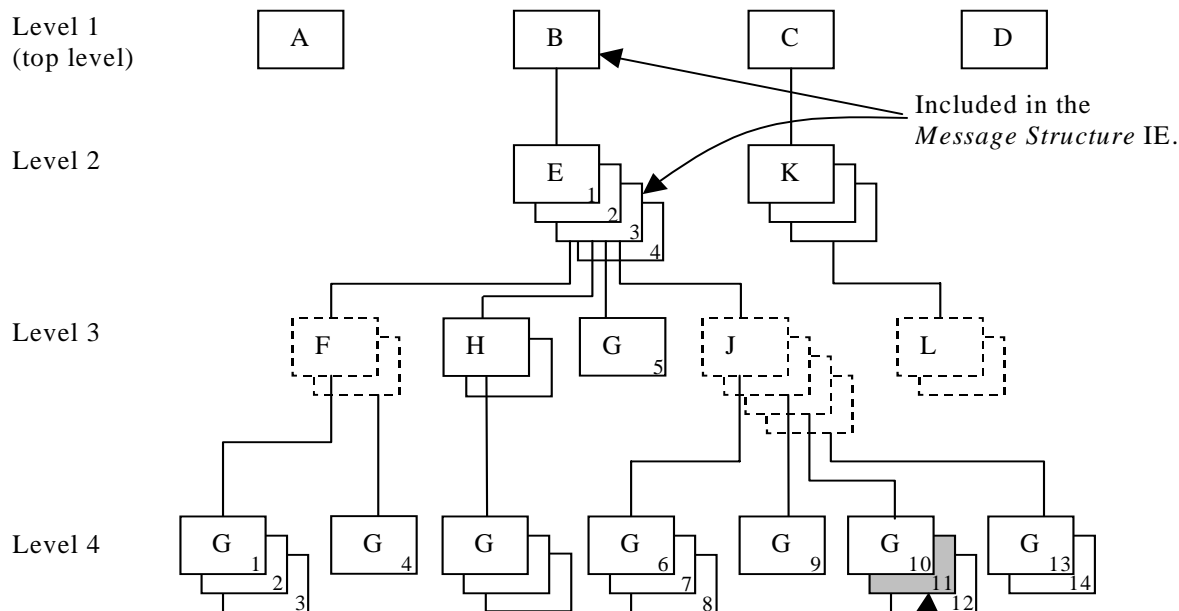 Level 1
(top level)
A
B
C
D
Included in the
Message Structure IE.
Level 2
E
1
2
3
4
K
Level 3
F
H
G
5
J
L
Level 4
G
1
2
3
G
4
G
G
6
7
8
G
9
G
10
11
12
G
13
14